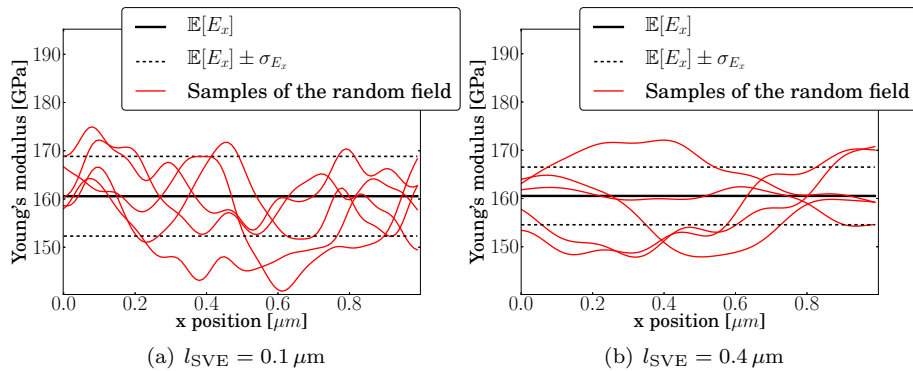 𝔼[E_x]
𝔼[E_x] ± σ_{E_x}
Samples of the random field
Young's modulus [GPa]
190
180
170
160
150
0.0 0.2 0.4 0.6 0.8
x position [μm]
(a) l_SVE = 0.1 μm
𝔼[E_x]
𝔼[E_x] ± σ_{E_x}
Samples of the random field
Young's modulus [GPa]
190
180
170
160
150
0.0 0.2 0.4 0.6 0.8
x position [μm]
(b) l_SVE = 0.4 μm